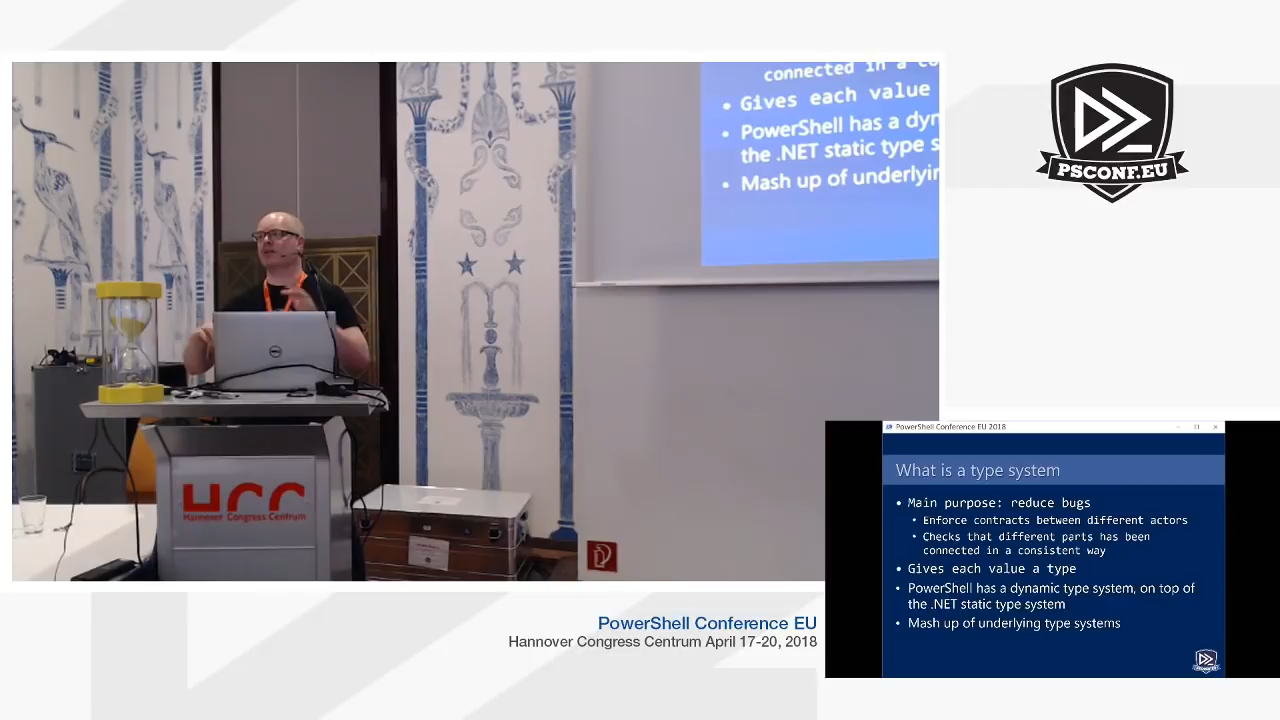 connected in a co
• Gives each value
• PowerShell has a dyn
the .NET static type s
• Mash up of underlyin
PSCONF.EU
DELL
HCC
Hannover Congress Centrum
PowerShell Conference EU 2018
What is a type system
• Main purpose: reduce bugs
• Enforce contracts between different actors
• Checks that different parts has been
connected in a consistent way
• Gives each value a type
• PowerShell has a dynamic type system, on top of
the .NET static type system
• Mash up of underlying type systems
PowerShell Conference EU
Hannover Congress Centrum April 17-20, 2018